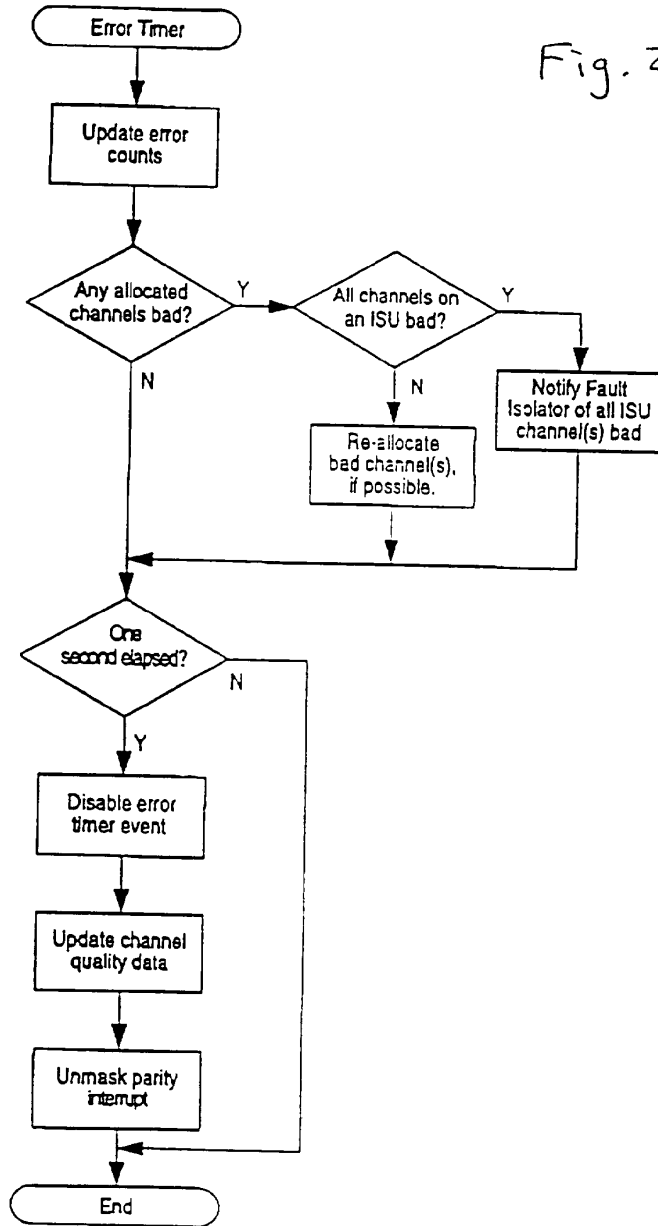 Error Timer
Fig.
Update error
counts
Any allocated
channels bad?
Y
N
All channels on
an ISU bad?
Y
N
Notify Fault
Isolator of all ISU
channel(s) bad
Re-allocate
bad channel(s),
if possible.
One
second elapsed?
N
Y
Disable error
timer event
Update channel
quality data
Unmask parity
interrupt
End